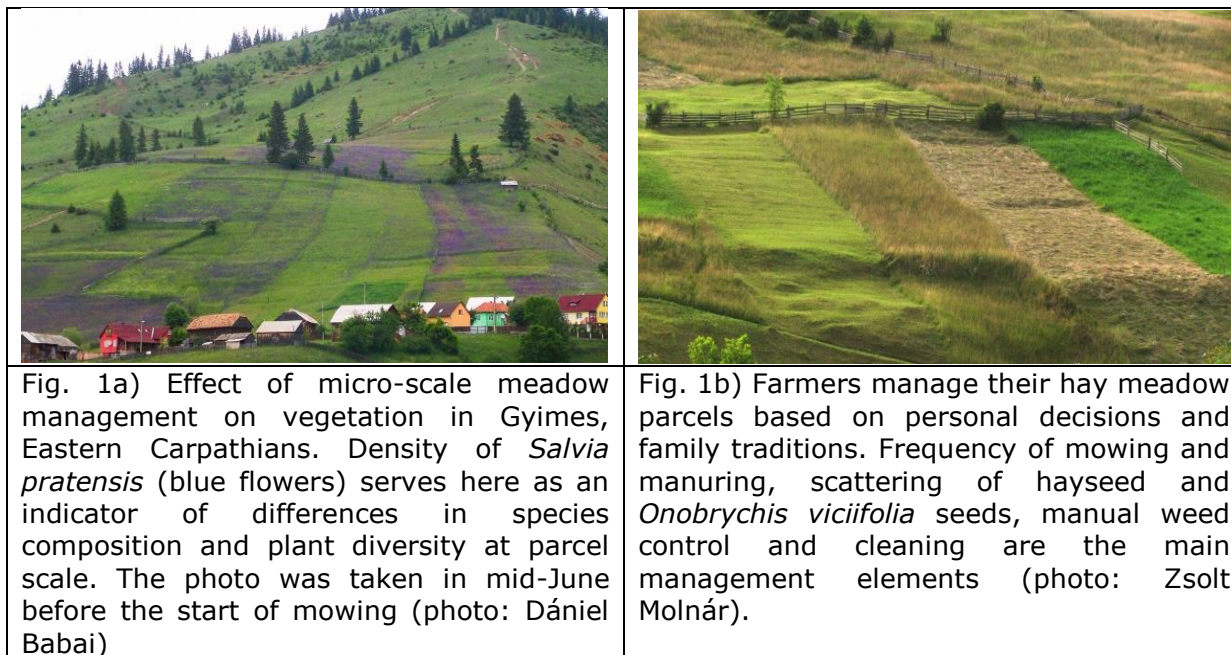 Fig. 1a) Effect of micro-scale meadow
management on vegetation in Gyimes,
Eastern Carpathians. Density of Salvia
pratensis (blue flowers) serves here as an
indicator of differences in species
composition and plant diversity at parcel
scale. The photo was taken in mid-June
before the start of mowing (photo: Dániel
Babai)
Fig. 1b) Farmers manage their hay meadow
parcels based on personal decisions and
family traditions. Frequency of mowing and
manuring, scattering of hayseed and
Onobrychis viciifolia seeds, manual weed
control and cleaning are the main
management elements (photo: Zsolt
Molnár).